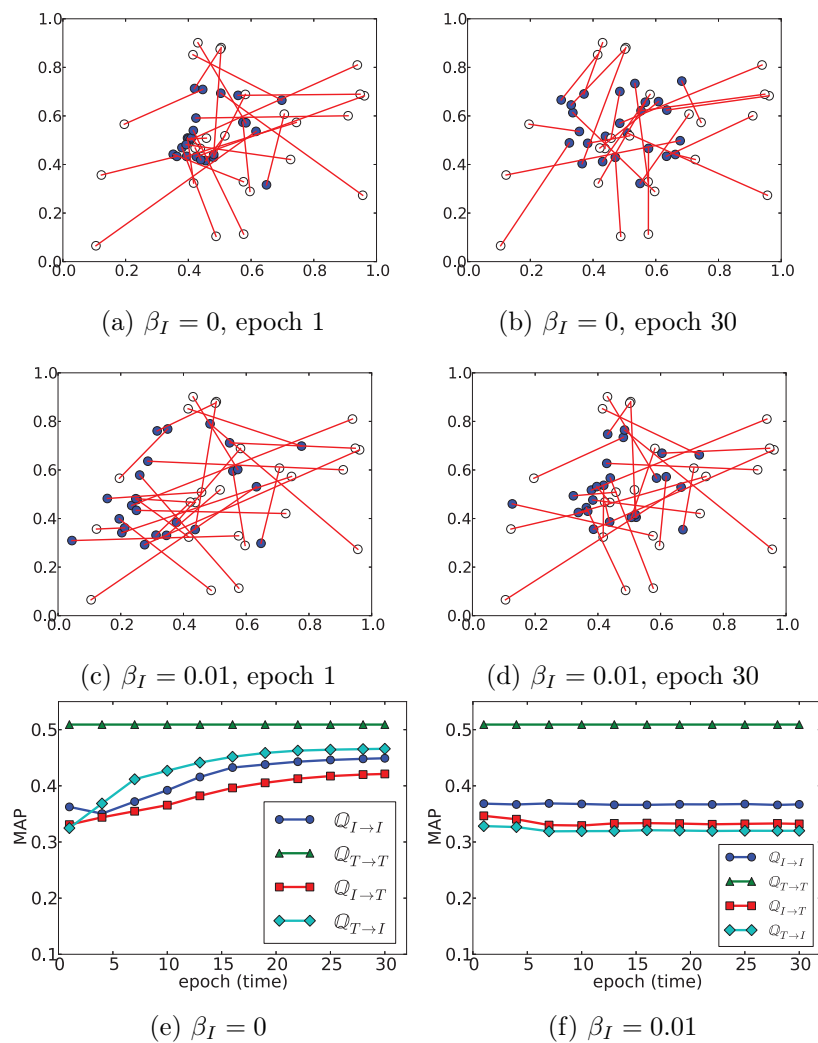 1.0
0.8
0.6
0.4
0.2
0.0
0.0 0.2 0.4 0.6 0.8 1.0
(a) β_I = 0, epoch 1
1.0
0.8
0.6
0.4
0.2
0.0
0.0 0.2 0.4 0.6 0.8 1.0
(b) β_I = 0, epoch 30
1.0
0.8
0.6
0.4
0.2
0.0
0.0 0.2 0.4 0.6 0.8 1.0
(c) β_I = 0.01, epoch 1
1.0
0.8
0.6
0.4
0.2
0.0
0.0 0.2 0.4 0.6 0.8 1.0
(d) β_I = 0.01, epoch 30
0.5
0.4
0.3
0.2
0.1
MAP
ℚ_{I→I}
ℚ_{T→T}
ℚ_{I→T}
ℚ_{T→I}
0 5 10 15 20 25 30
epoch (time)
(e) β_I = 0
0.5
0.4
0.3
0.2
0.1
MAP
ℚ_{I→I}
ℚ_{T→T}
ℚ_{I→T}
ℚ_{T→I}
0 5 10 15 20 25 30
epoch (time)
(f) β_I = 0.01